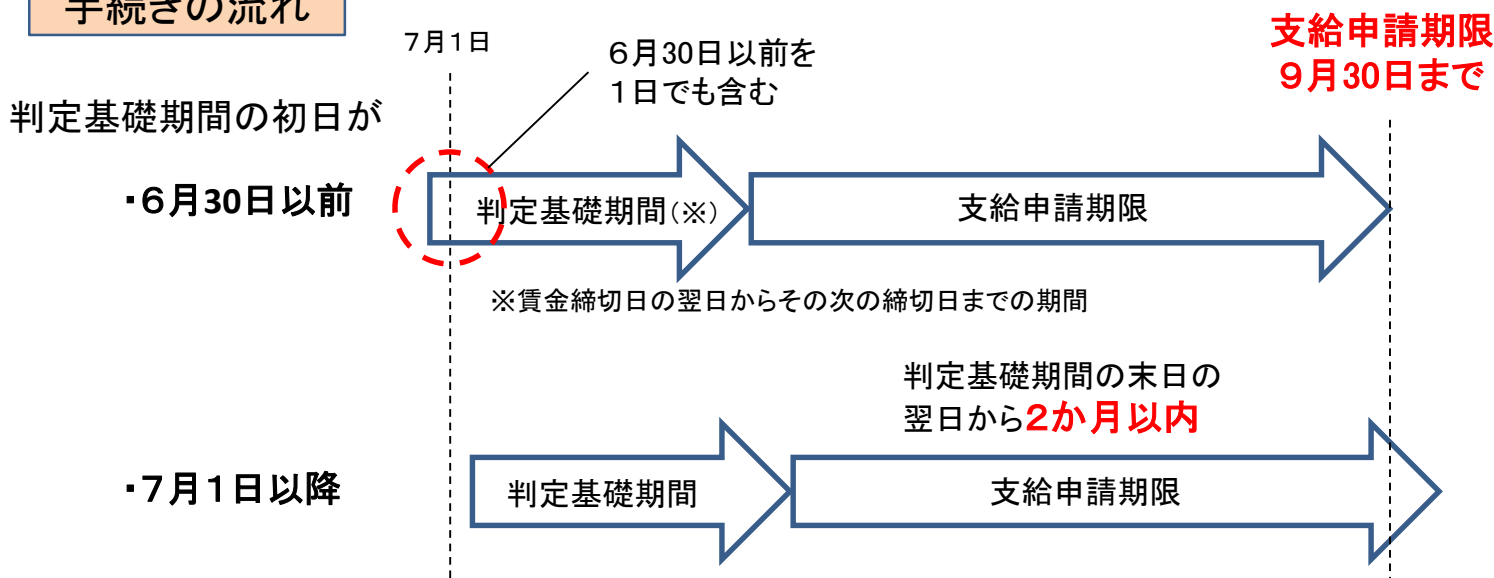 手続きの流れ
7月1日
6月30日以前を
1日でも含む
支給申請期限
9月30日まで
判定基礎期間の初日が
・6月30日以前
判定基礎期間(※)
支給申請期限
※賃金締切日の翌日からその次の締切日までの期間
判定基礎期間の末日の
翌日から2か月以内
・7月1日以降
判定基礎期間
支給申請期限